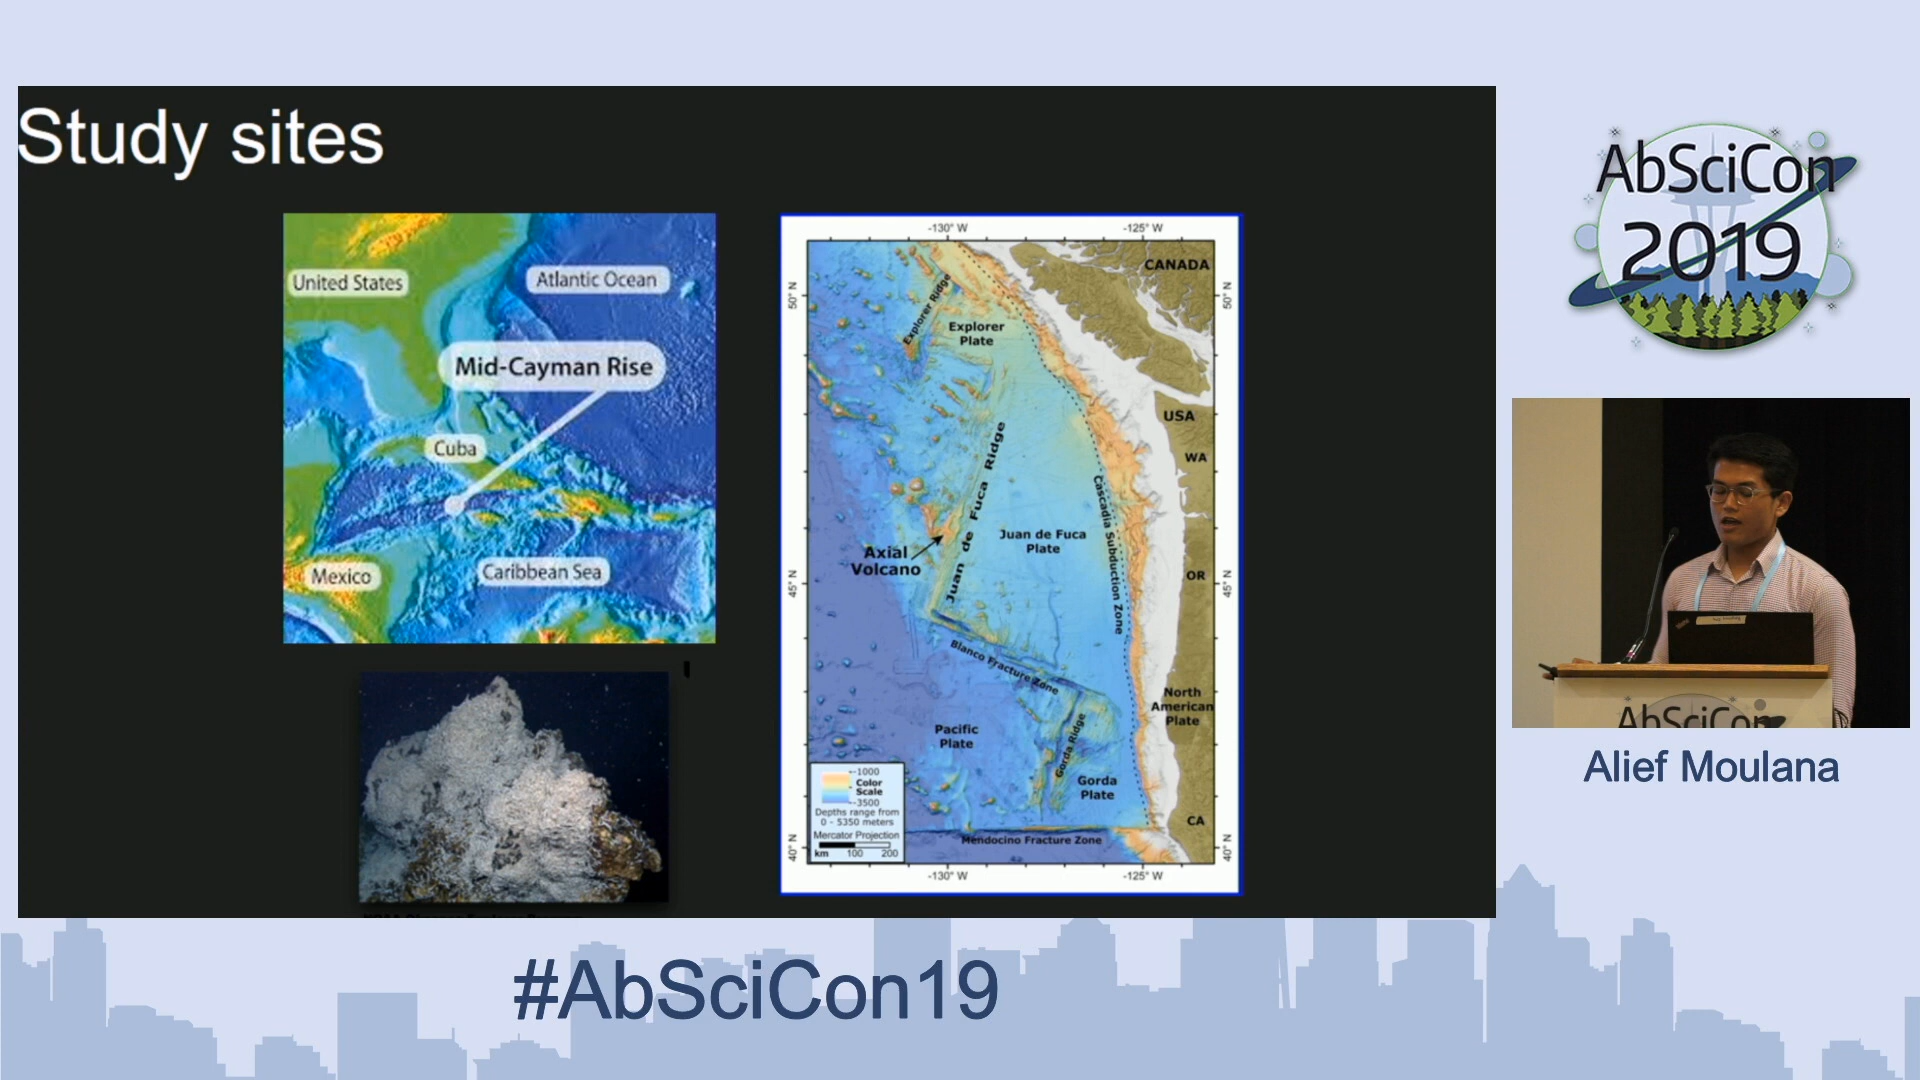 Study sites
United States
Atlantic Ocean
Mid-Cayman Rise
Cuba
Mexico
Caribbean Sea
-130° W
-125° W
50° N
50° N
CANADA
Explorer Ridge
Explorer
Plate
USA
WA
Juan de Fuca Ridge
Cascadia Subduction Zone
Axial
Volcano
Juan de Fuca
Plate
45° N
45° N
OR
Blanco Fracture Zone
North
American
Plate
Pacific
Plate
Gorda Ridge
Gorda
Plate
-1000
Color
Scale
-3500
Depths range from
0 - 5350 meters
Mercator Projection
km 100 200
CA
40° N
40° N
Mendocino Fracture Zone
-130° W
-125° W
AbSciCon
2019
AbSciCon
Alief Moulana
#AbSciCon19